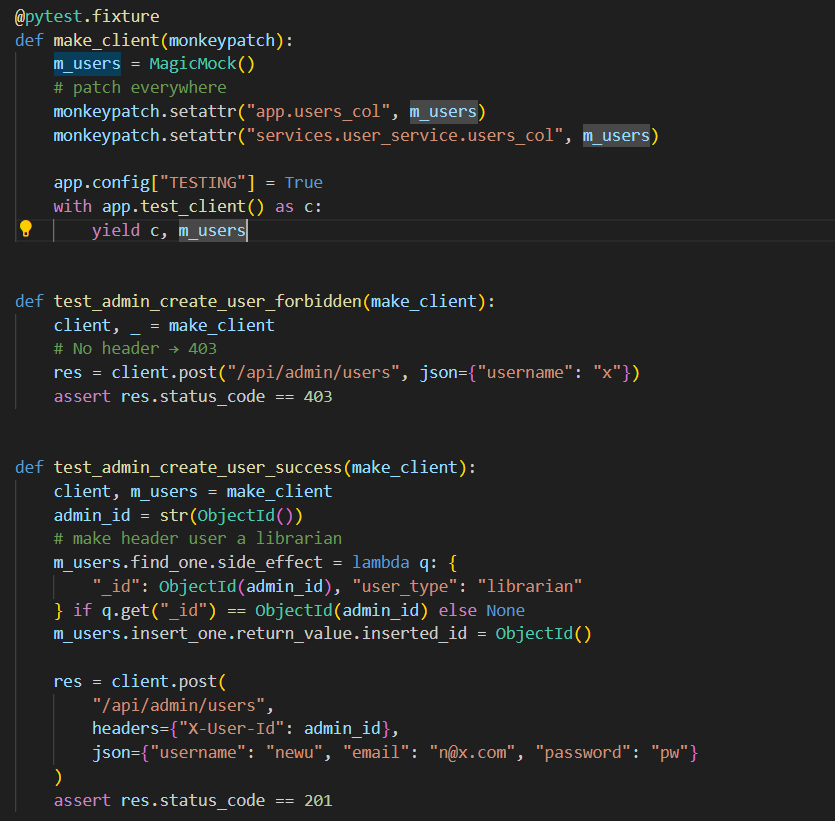 @pytest.fixture
def make_client(monkeypatch):
    m_users = MagicMock()
    # patch everywhere
    monkeypatch.setattr("app.users_col", m_users)
    monkeypatch.setattr("services.user_service.users_col", m_users)

    app.config["TESTING"] = True
    with app.test_client() as c:
        yield c, m_users


def test_admin_create_user_forbidden(make_client):
    client, _ = make_client
    # No header → 403
    res = client.post("/api/admin/users", json={"username": "x"})
    assert res.status_code == 403


def test_admin_create_user_success(make_client):
    client, m_users = make_client
    admin_id = str(ObjectId())
    # make header user a librarian
    m_users.find_one.side_effect = lambda q: {
        "_id": ObjectId(admin_id), "user_type": "librarian"
    } if q.get("_id") == ObjectId(admin_id) else None
    m_users.insert_one.return_value.inserted_id = ObjectId()

    res = client.post(
        "/api/admin/users",
        headers={"X-User-Id": admin_id},
        json={"username": "newu", "email": "n@x.com", "password": "pw"}
    )
    assert res.status_code == 201